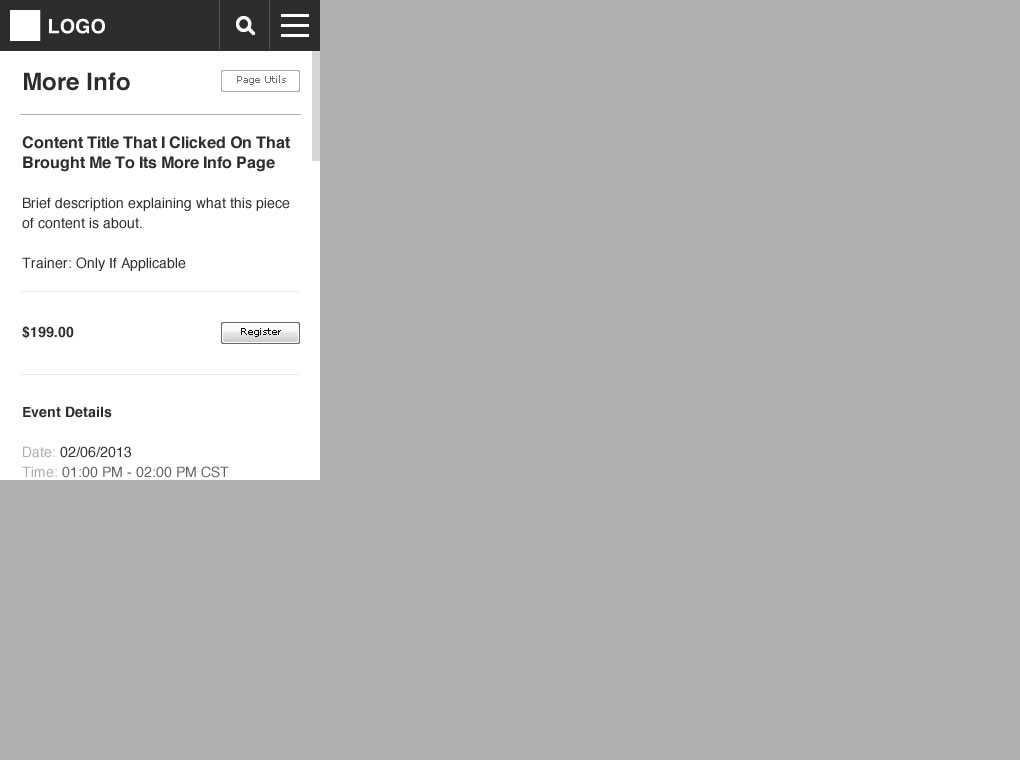 LOGO
More Info
Page Utils
Content Title That I Clicked On That
Brought Me To Its More Info Page
Brief description explaining what this piece
of content is about.
Trainer: Only If Applicable
$199.00
Register
Event Details
Date: 02/06/2013
Time: 01:00 PM - 02:00 PM CST